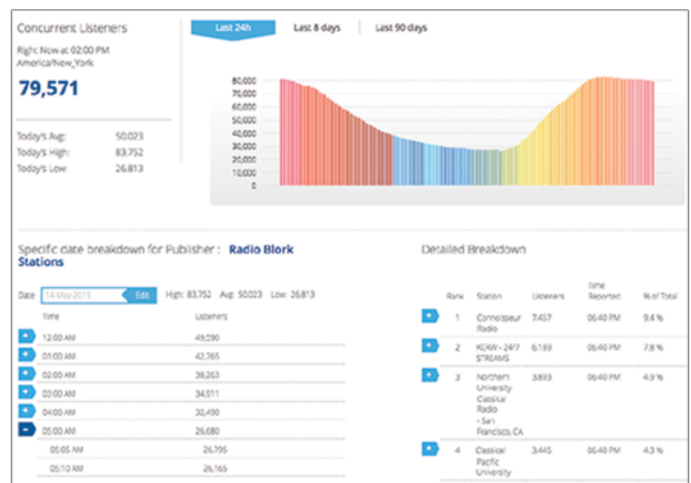 Concurrent Listeners
Last 24h
Last 8 days
Last 90 days
Right Now at 02:00 PM
America/New_York
79,571
Today's Avg: 50.023
Today's High: 83.752
Today's Low: 26.813
80,000
70,000
60,000
50,000
40,000
30,000
20,000
10,000
0
Specific date breakdown for Publisher : Radio Blork
Stations
Date 14-May-2015 Edit High: 83,752 Avg: 50023 Low: 26.813
Time Listeners
12:00 AM 49,590
01:00 AM 42,765
02:00 AM 38,263
03:00 AM 34,911
04:00 AM 32,490
05:00 AM 26,680
05:05 AM 26,795
05:10 AM 26,165
Detailed Breakdown
Time
Rank Station Listeners Reported % of Total
1 Connoisseur 7.457 06:40 PM 9.4 %
Radio
2 - 24/7 6.189 06:40 PM 7.8 %
STREAMS
3 Northern 3.893 06:40 PM 4.9 %
University
Classical
Radio
- San
Francisco, CA
4 Classical 3.445 06:40 PM 4.3 %
Pacific
University